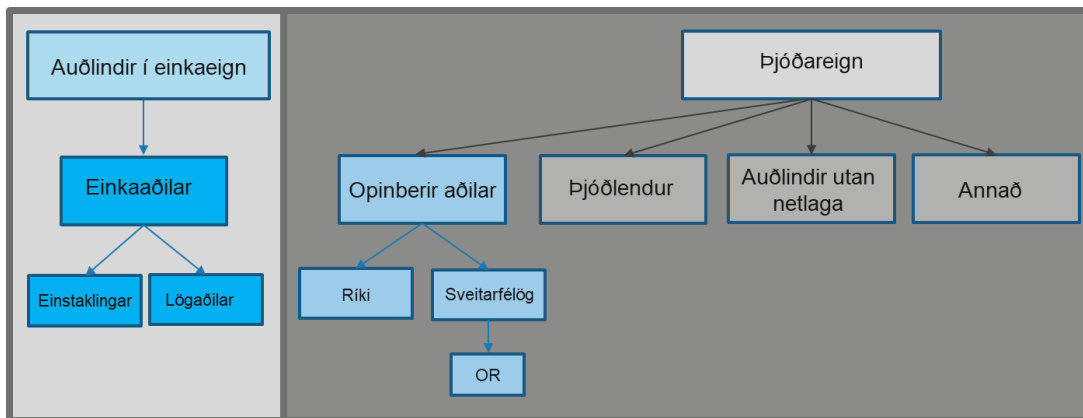 Auðlindir í einkaeign
Þjóðareign
Einkaaðilar
Opinberir aðilar
Þjóðlendur
Auðlindir utan
netlaga
Annað
Einstaklingar
Lögaðilar
Ríki
Sveitarfélög
OR